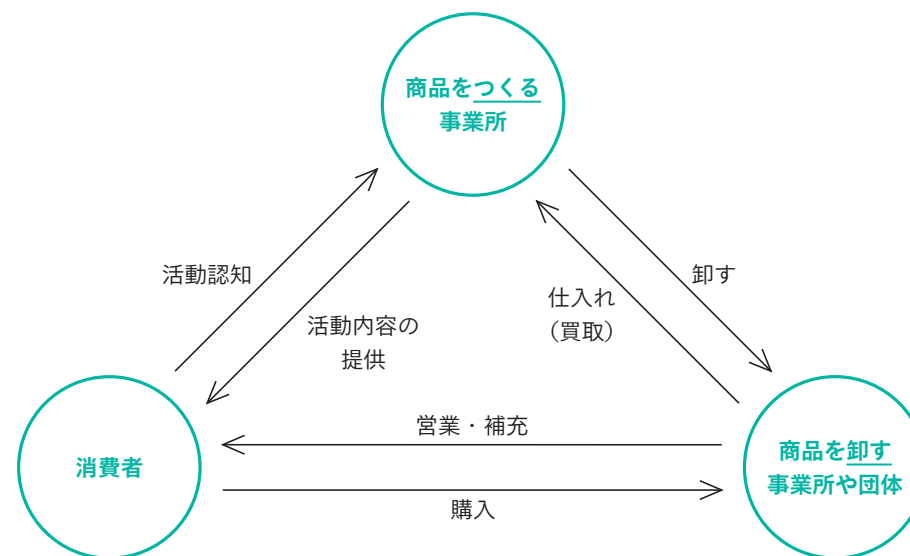 商品をつくる
事業所
活動認知
卸す
仕入れ
（買取）
活動内容の
提供
営業・補充
消費者
商品を卸す
事業所や団体
購入